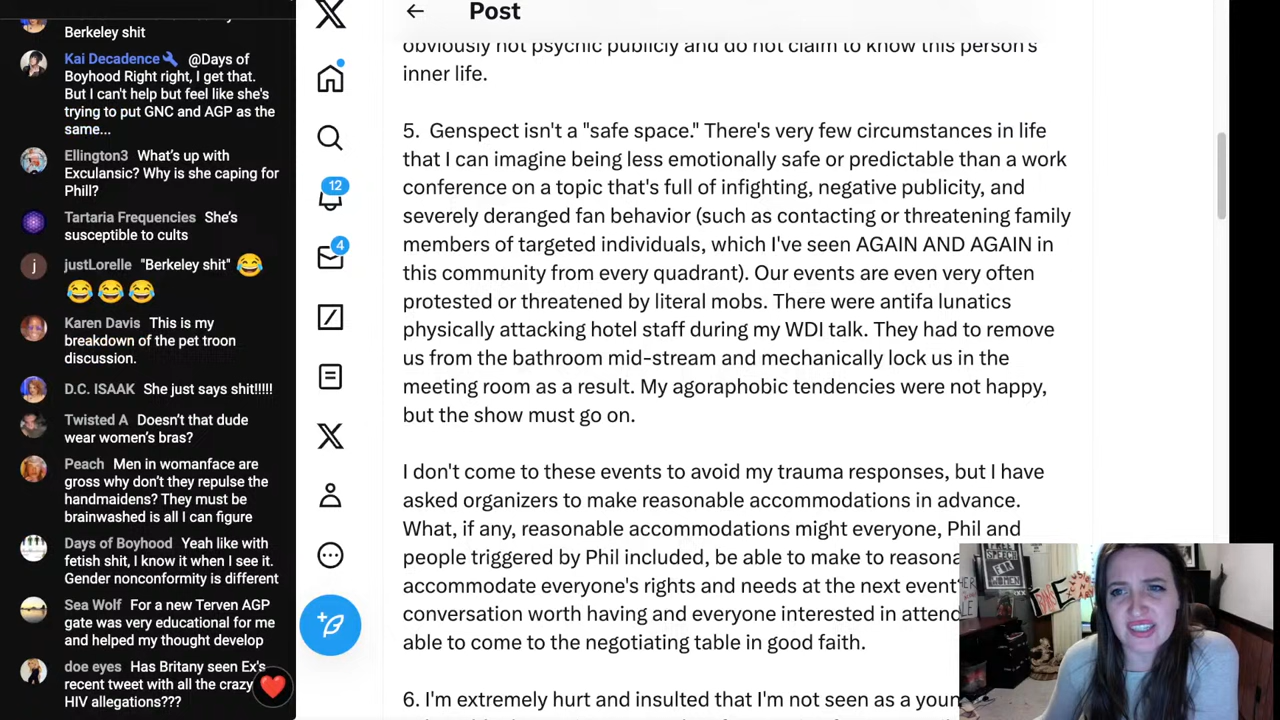 Berkeley shit
Kai Decadence @Days of
Boyhood Right right, I get that.
But I can't help but feel like she's
trying to put GNC and AGP as the
same...
Ellington3 What's up with
Exculansic? Why is she caping for
Phill?
Tartaria Frequencies She's
susceptible to cults
j justLorelle "Berkeley shit" 😂
😂😂😂
Karen Davis This is my
breakdown of the pet troon
discussion.
D.C. ISAAK She just says shit!!!!!
Twisted A Doesn't that dude
wear women's bras?
Peach Men in womanface are
gross why don't they repulse the
handmaidens? They must be
brainwashed is all I can figure
Days of Boyhood Yeah like with
fetish shit, I know it when I see it.
Gender nonconformity is different
Sea Wolf For a new Terven AGP
gate was very educational for me
and helped my thought develop
doe eyes Has Britany seen Ex's
recent tweet with all the crazy
HIV allegations???
12
4
Post
obviously not psychic publicly and do not claim to know this person's
inner life.
5. Genspect isn't a "safe space." There's very few circumstances in life
that I can imagine being less emotionally safe or predictable than a work
conference on a topic that's full of infighting, negative publicity, and
severely deranged fan behavior (such as contacting or threatening family
members of targeted individuals, which I've seen AGAIN AND AGAIN in
this community from every quadrant). Our events are even very often
protested or threatened by literal mobs. There were antifa lunatics
physically attacking hotel staff during my WDI talk. They had to remove
us from the bathroom mid-stream and mechanically lock us in the
meeting room as a result. My agoraphobic tendencies were not happy,
but the show must go on.
I don't come to these events to avoid my trauma responses, but I have
asked organizers to make reasonable accommodations in advance.
What, if any, reasonable accommodations might everyone, Phil and
people triggered by Phil included, be able to make to reasona
accommodate everyone's rights and needs at the next event
conversation worth having and everyone interested in attend
able to come to the negotiating table in good faith.
6. I'm extremely hurt and insulted that I'm not seen as a youn
SPEECH
FOR
WOMEN